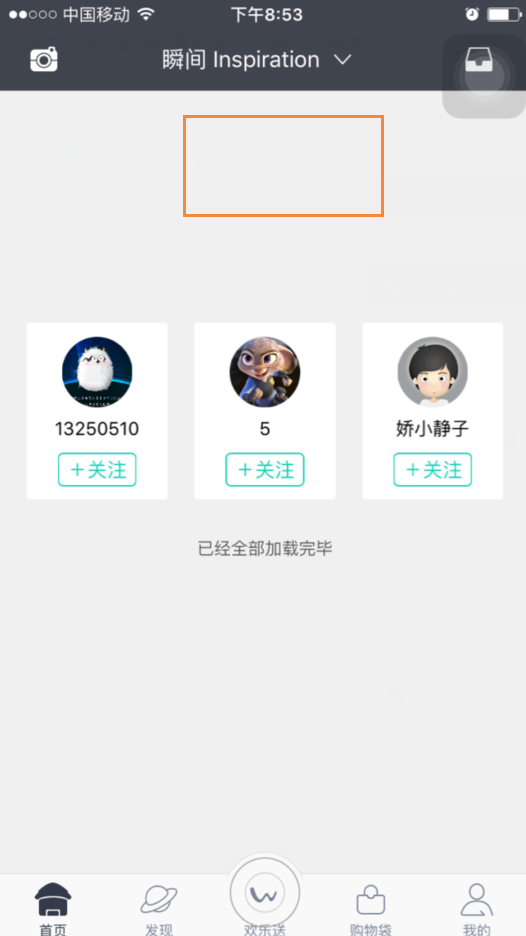 中国移动 下午8:53
瞬间 Inspiration
13250510 5 娇小静子
+关注 +关注 +关注
已经全部加载完毕
首页 发现 欢乐送 购物袋 我的